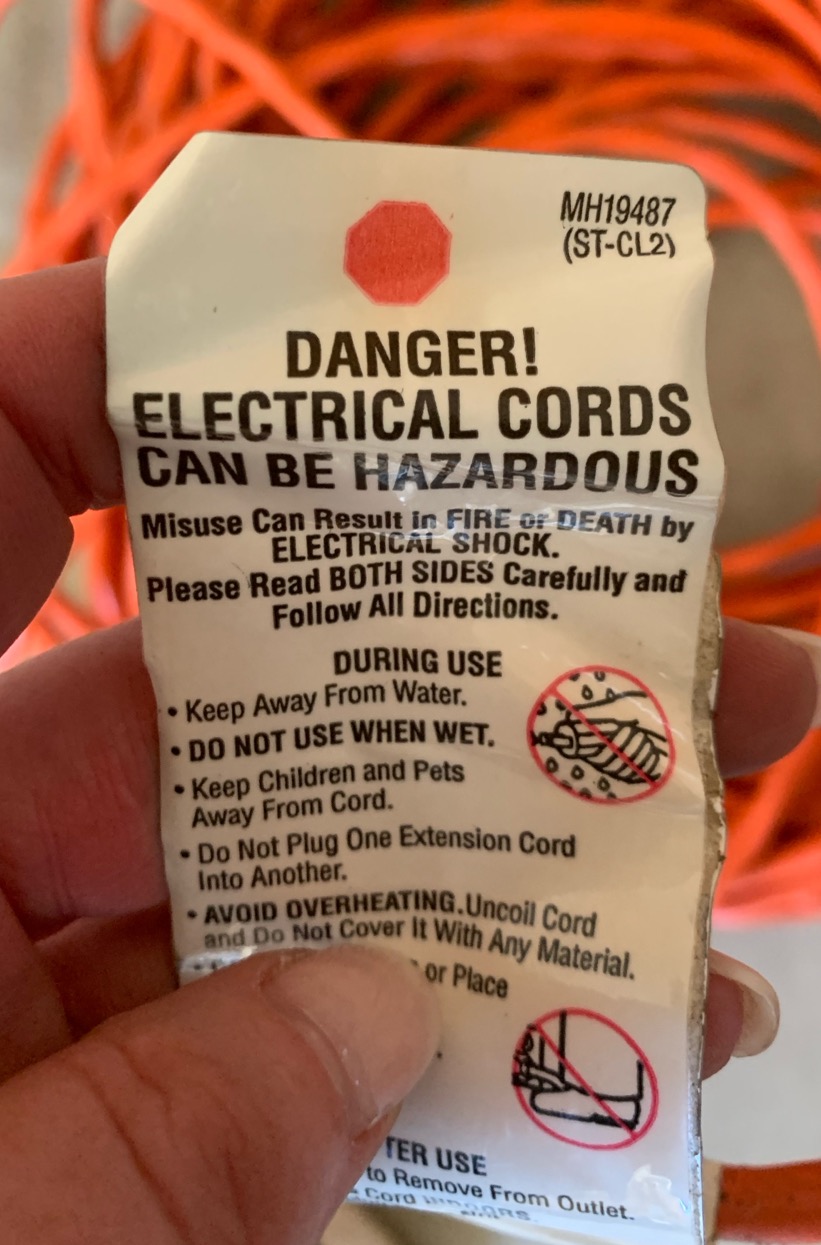 MH19487
(ST-CL2)
DANGER!
ELECTRICAL CORDS
CAN BE HAZARDOUS
Misuse Can Result in FIRE or DEATH by
ELECTRICAL SHOCK.
Please Read BOTH SIDES Carefully and
Follow All Directions.
DURING USE
• Keep Away From Water.
• DO NOT USE WHEN WET.
• Keep Children and Pets
Away From Cord.
• Do Not Plug One Extension Cord
Into Another.
• AVOID OVERHEATING.Uncoil Cord
and Do Not Cover It With Any Material.
or Place
TER USE
to Remove From Outlet.
Cord INDOORS.